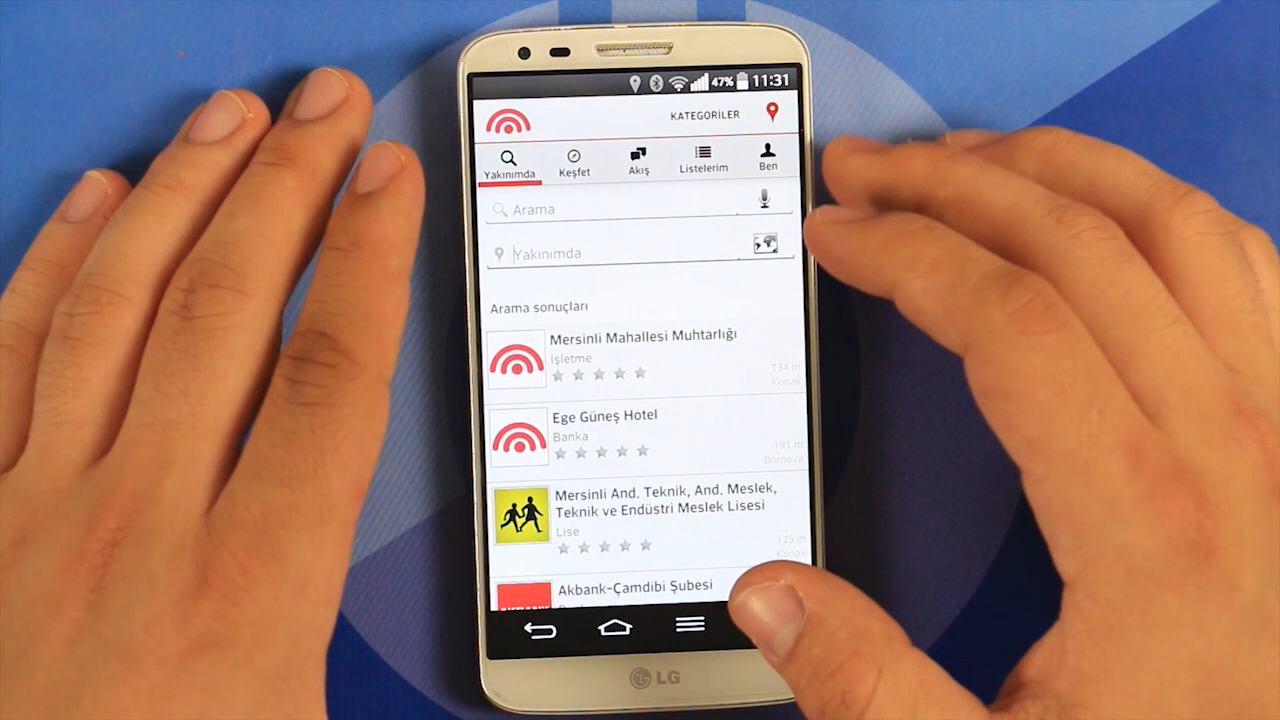 47% 11:31
KATEGORİLER
Yakınımda Keşfet Akış Listelerim Ben
Arama
Yakınımda
Arama sonuçları
Mersinli Mahallesi Muhtarlığı
İşletme
134 m
Konak
Ege Güneş Hotel
Banka
191 m
Bornova
Mersinli And. Teknik, And. Meslek,
Teknik ve Endüstri Meslek Lisesi
Lise
125 m
Konak
Akbank-Çamdibi Şubesi
AKBANK
LG